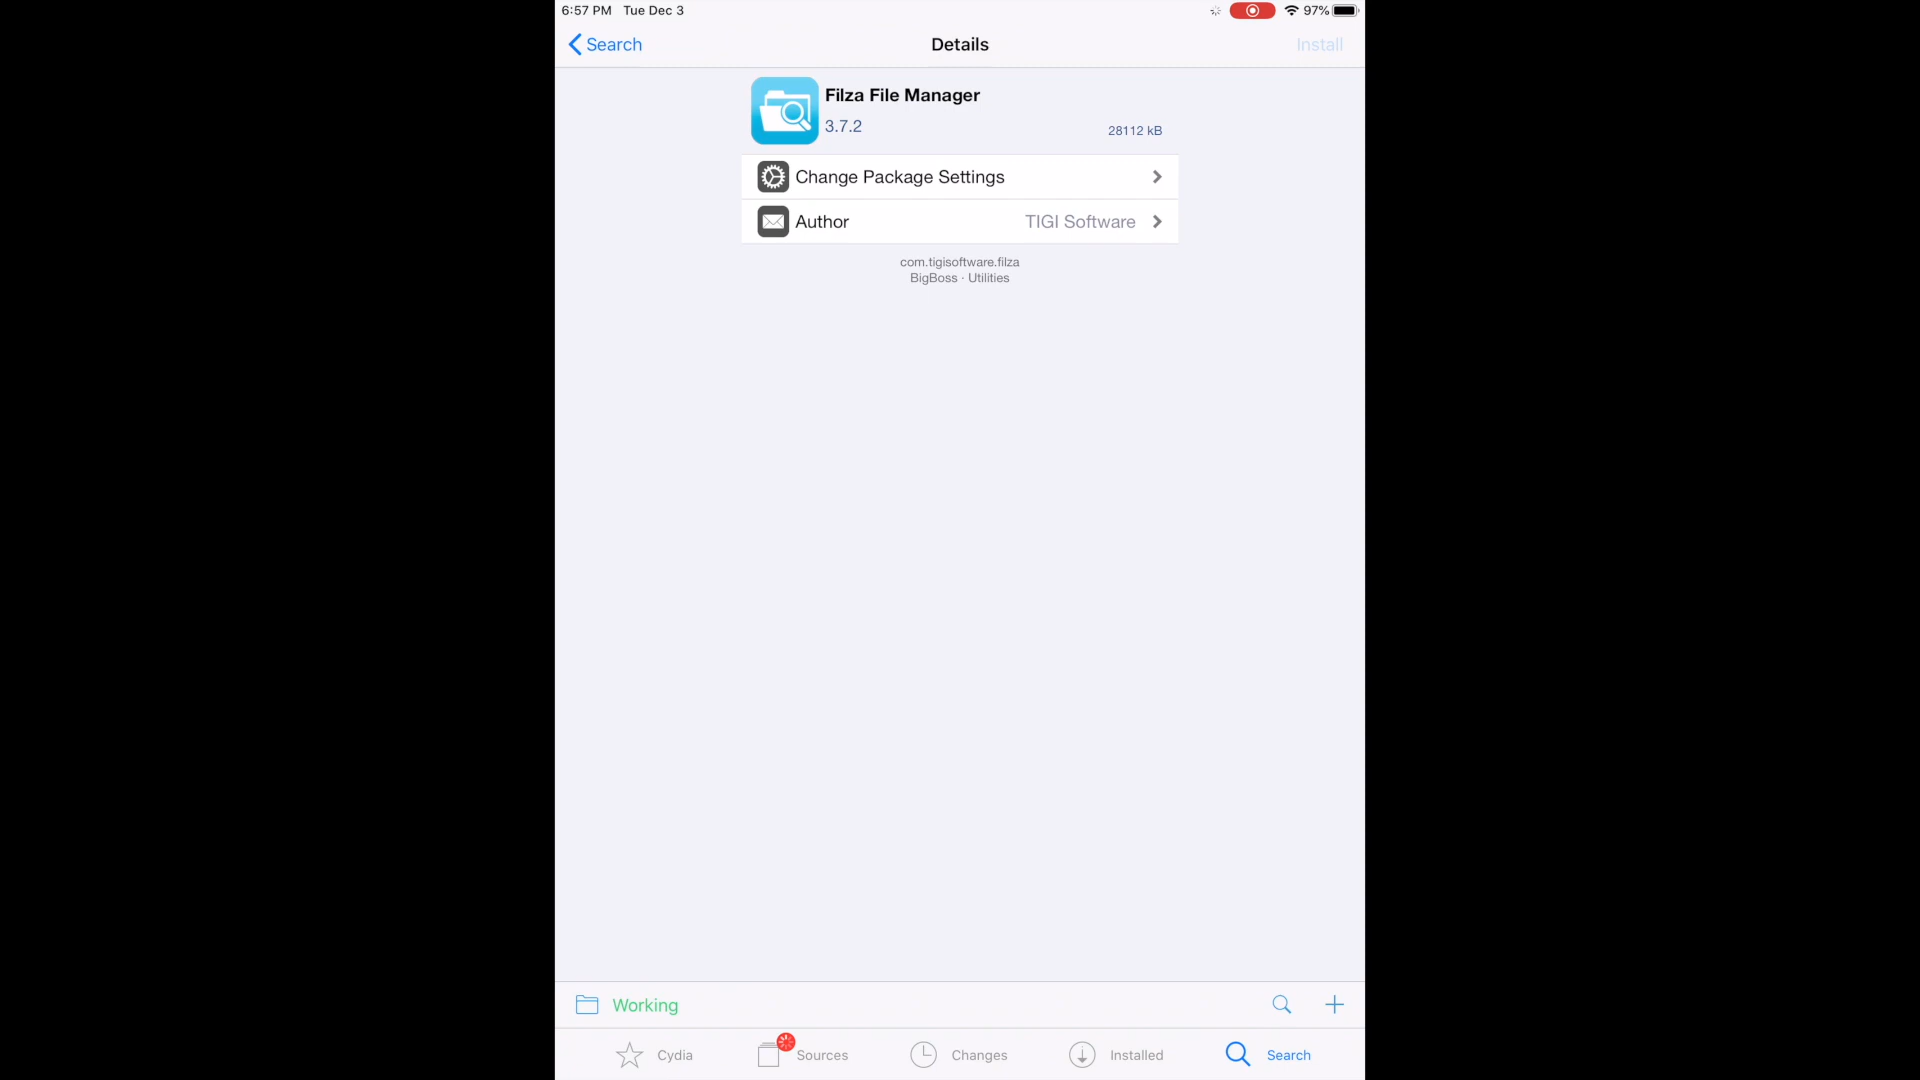 6:57 PM Tue Dec 3 97%
Search Details Install
Filza File Manager
3.7.2 28112 kB
Change Package Settings
Author TIGI Software
com.tigisoftware.filza
BigBoss · Utilities
Working
Cydia Sources Changes Installed Search